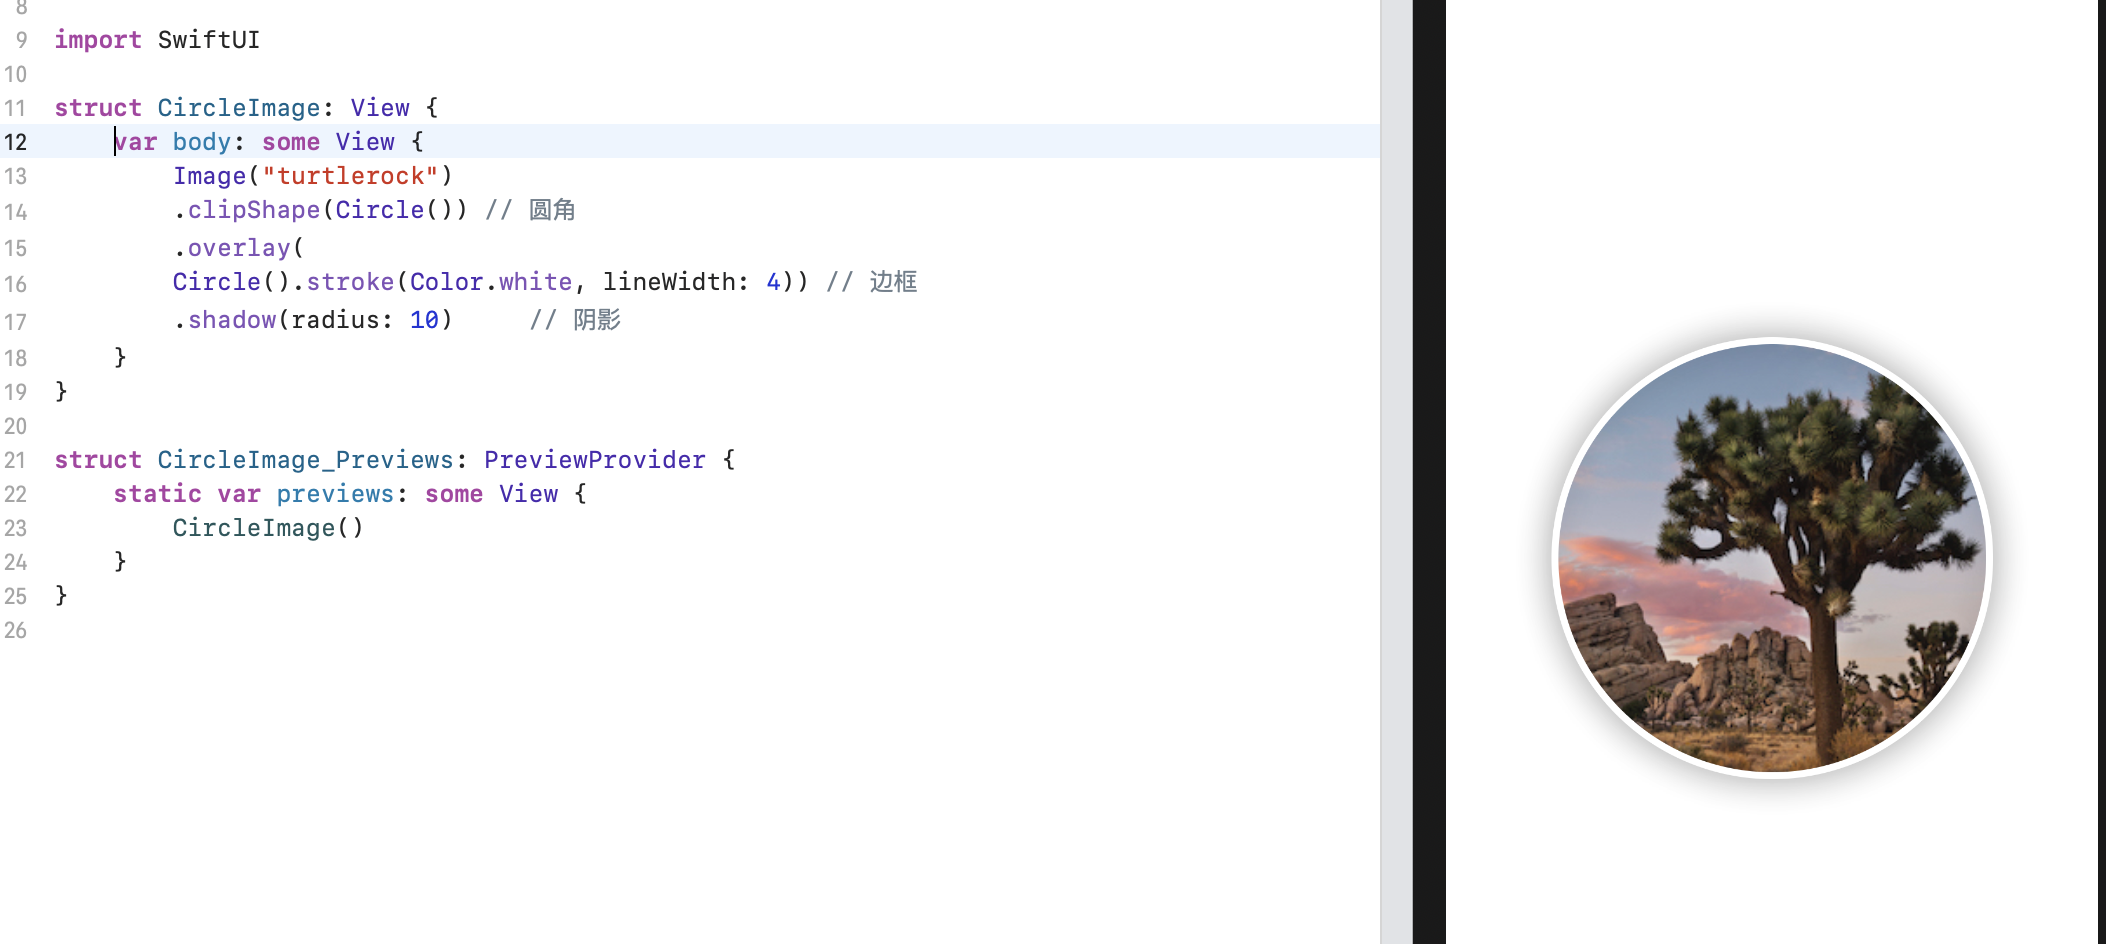 8
9 import SwiftUI
10
11 struct CircleImage: View {
12     var body: some View {
13         Image("turtlerock")
14         .clipShape(Circle()) // 圆角
15         .overlay(
16         Circle().stroke(Color.white, lineWidth: 4)) // 边框
17         .shadow(radius: 10)     // 阴影
18     }
19 }
20
21 struct CircleImage_Previews: PreviewProvider {
22     static var previews: some View {
23         CircleImage()
24     }
25 }
26